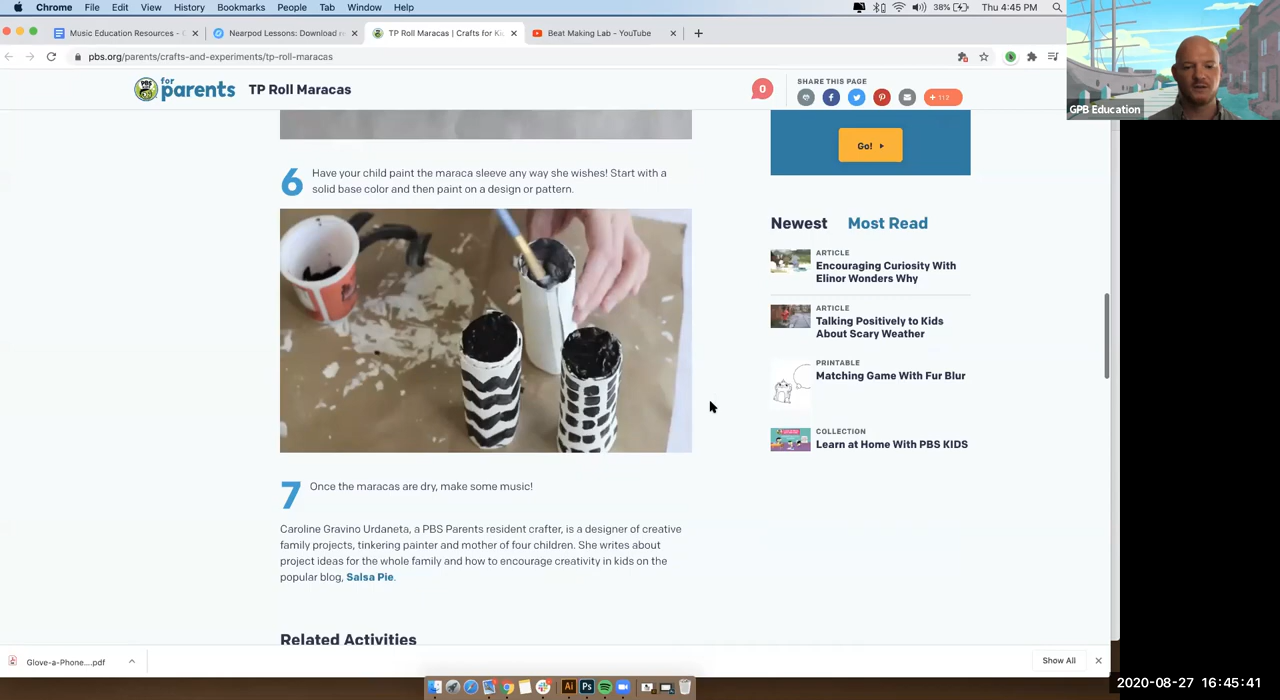 Chrome File Edit View History Bookmarks People Tab Window Help
38% Thu 4:45 PM
Music Education Resources -
Nearpod Lessons: Download
TP Roll Maracas | Crafts for
Beat Making Lab - YouTube
pbs.org/parents/crafts-and-experiments/tp-roll-maracas
GPB Education
PBS for parents
TP Roll Maracas
0
SHARE THIS PAGE
+ 112
Go!
6 Have your child paint the maraca sleeve any way she wishes! Start with a
solid base color and then paint on a design or pattern.
Newest Most Read
ARTICLE
Encouraging Curiosity With
Elinor Wonders Why
ARTICLE
Talking Positively to Kids
About Scary Weather
PRINTABLE
Matching Game With Fur Blur
COLLECTION
Learn at Home With PBS KIDS
7 Once the maracas are dry, make some music!
Caroline Gravino Urdaneta, a PBS Parents resident crafter, is a designer of creative
family projects, tinkering painter and mother of four children. She writes about
project ideas for the whole family and how to encourage creativity in kids on the
popular blog, Salsa Pie.
Related Activities
Glove-a-Phone....pdf
Show All
Ai Ps
2020-08-27 16:45:41